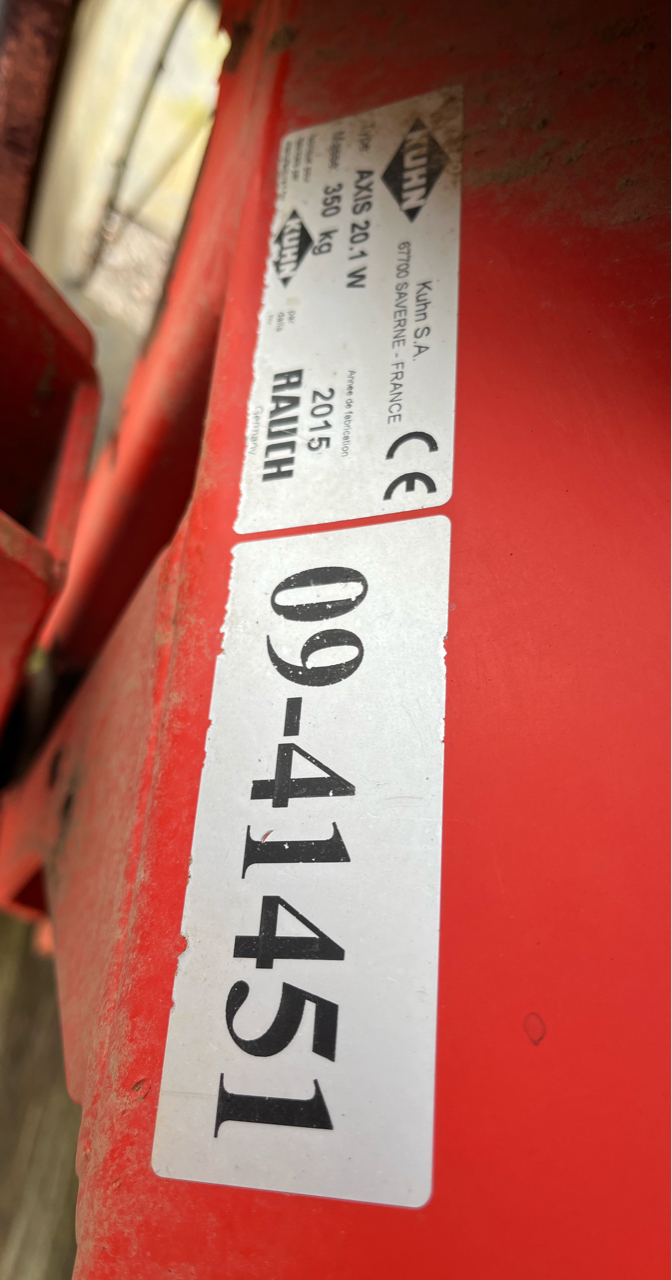 KUHN
Kuhn S.A.
67700 SAVERNE - FRANCE
CE
Type AXIS 20.1 W
Année de fabrication
Masse 350 kg
2015
KUHN
par
RAUCH
Germany
09-41451